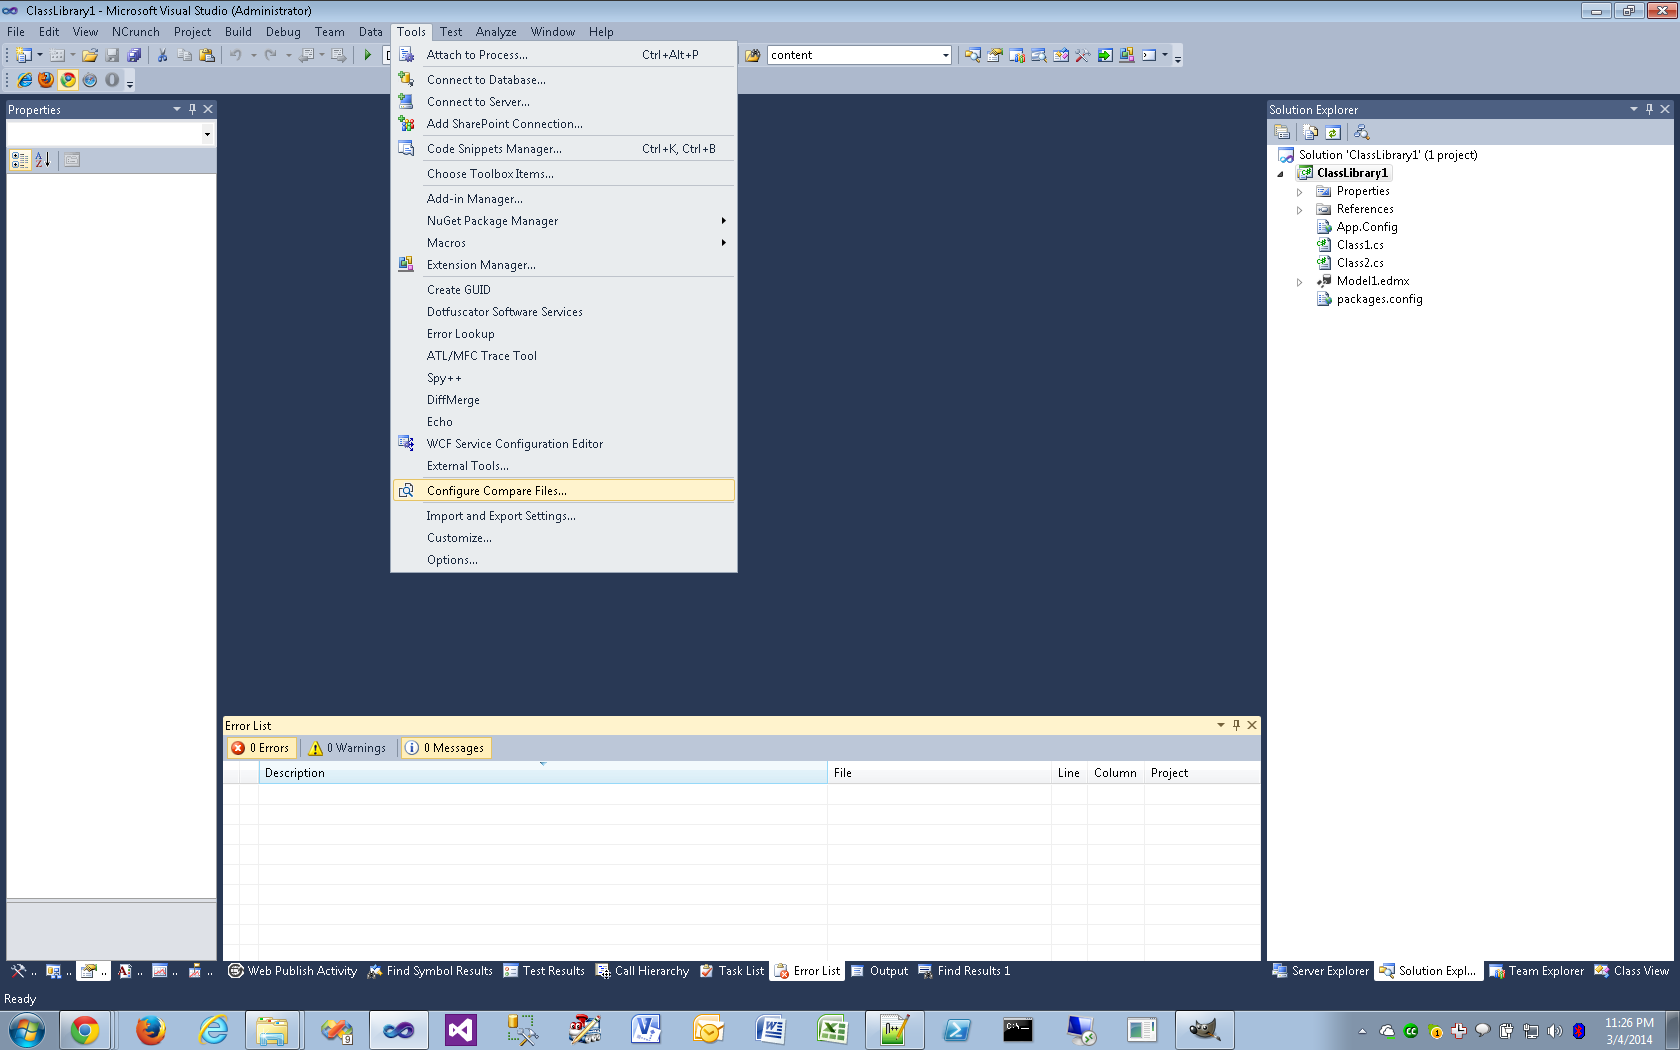 ClassLibrary1 - Microsoft Visual Studio (Administrator)
File Edit View NCrunch Project Build Debug Team Data Tools Test Analyze Window Help
content
Attach to Process... Ctrl+Alt+P
Connect to Database...
Connect to Server...
Add SharePoint Connection...
Code Snippets Manager... Ctrl+K, Ctrl+B
Choose Toolbox Items...
Add-in Manager...
NuGet Package Manager
Macros
Extension Manager...
Create GUID
Dotfuscator Software Services
Error Lookup
ATL/MFC Trace Tool
Spy++
DiffMerge
Echo
WCF Service Configuration Editor
External Tools...
Configure Compare Files...
Import and Export Settings...
Customize...
Options...
Properties
Solution Explorer
Solution 'ClassLibrary1' (1 project)
ClassLibrary1
Properties
References
App.Config
Class1.cs
Class2.cs
Model1.edmx
packages.config
Error List
0 Errors 0 Warnings 0 Messages
Description File Line Column Project
Web Publish Activity Find Symbol Results Test Results Call Hierarchy Task List Error List Output Find Results 1
Server Explorer Solution Expl... Team Explorer Class View
Ready
11:26 PM
3/4/2014